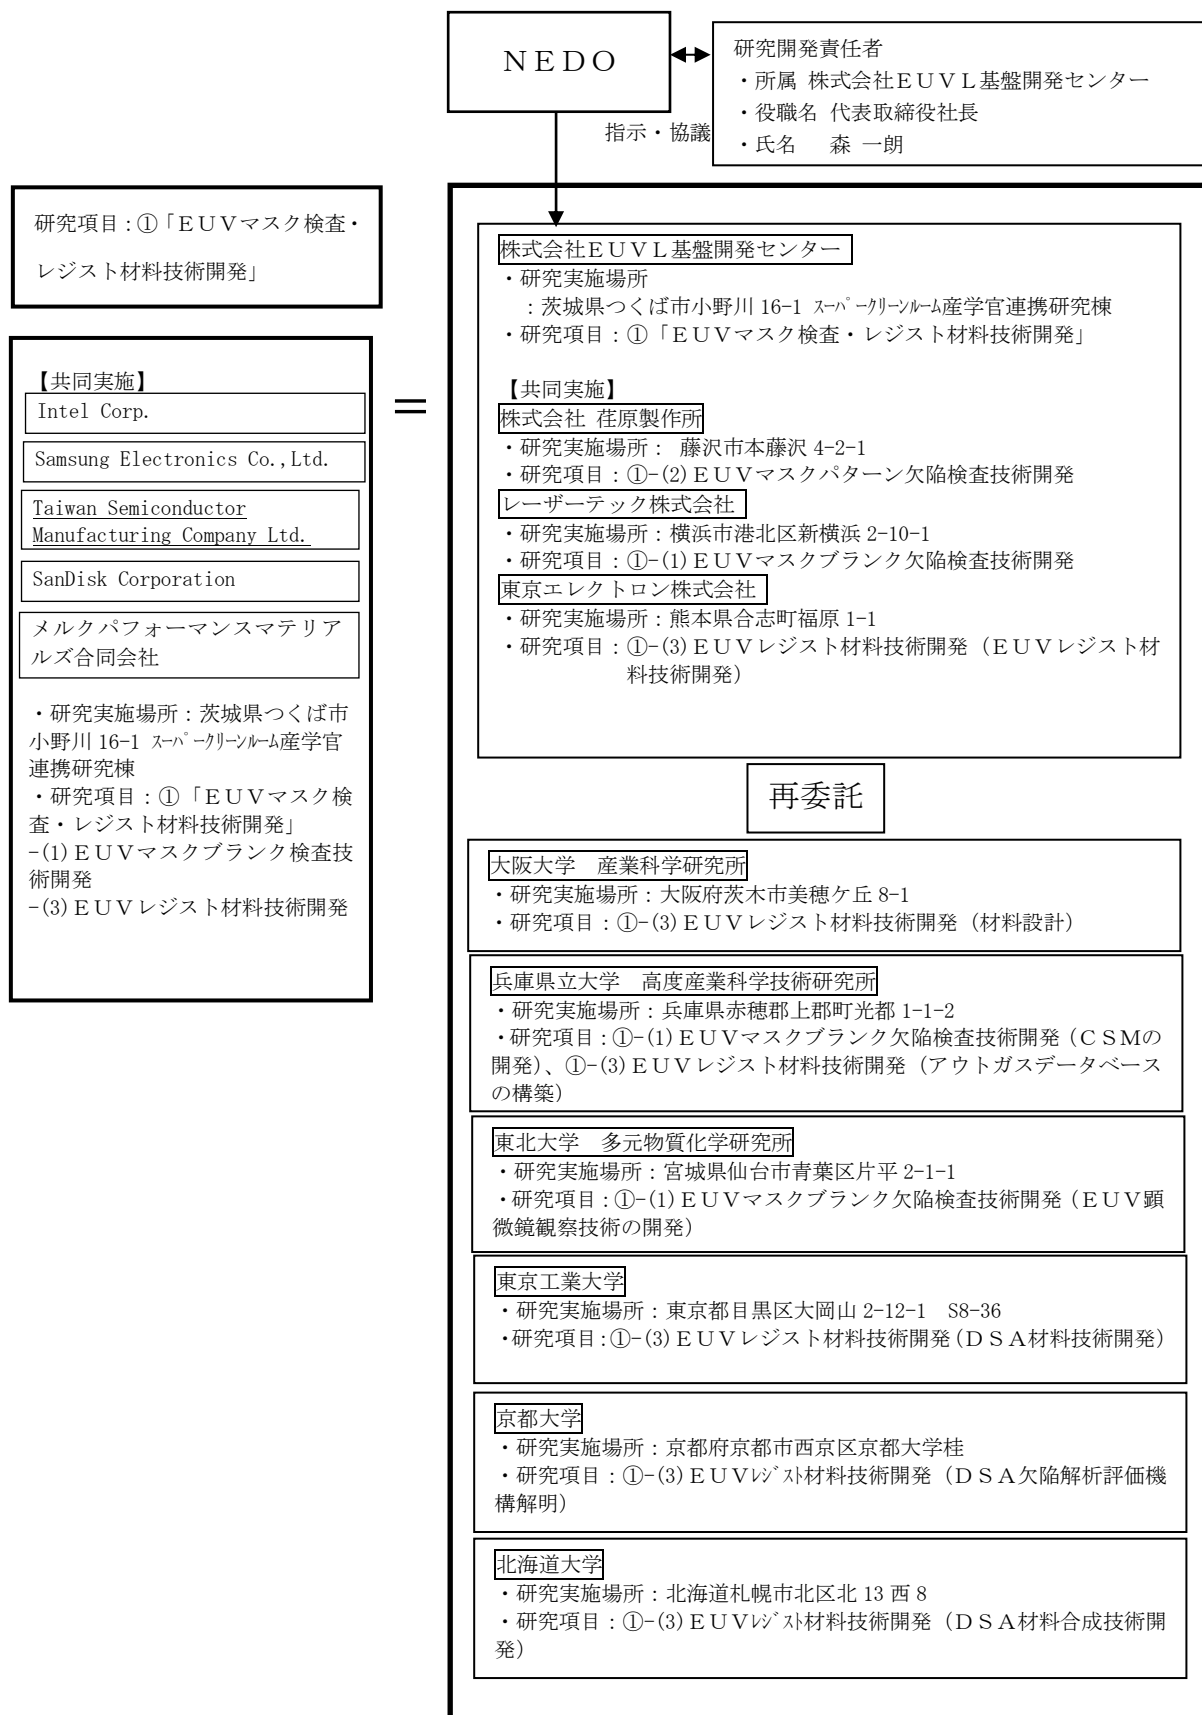 ＮＥＤＯ
研究開発責任者
・所属 株式会社ＥＵＶＬ基盤開発センター
・役職名 代表取締役社長
・氏名　 森 一朗
指示・協議
研究項目：①「ＥＵＶマスク検査・
レジスト材料技術開発」
【共同実施】
Intel Corp.
Samsung Electronics Co.,Ltd.
Taiwan Semiconductor
Manufacturing Company Ltd.
SanDisk Corporation
メルクパフォーマンスマテリア
ルズ合同会社
・研究実施場所：茨城県つくば市
小野川 16-1 ｽｰﾊﾟｰｸﾘｰﾝﾙｰﾑ産学官
連携研究棟
・研究項目：①「ＥＵＶマスク検
査・レジスト材料技術開発」
-(1)ＥＵＶマスクブランク検査技
術開発
-(3)ＥＵＶレジスト材料技術開発
＝
株式会社ＥＵＶＬ基盤開発センター
・研究実施場所
：茨城県つくば市小野川 16-1 ｽｰﾊﾟｰｸﾘｰﾝﾙｰﾑ産学官連携研究棟
・研究項目：①「ＥＵＶマスク検査・レジスト材料技術開発」
【共同実施】
株式会社 荏原製作所
・研究実施場所： 藤沢市本藤沢 4-2-1
・研究項目：①-(2)ＥＵＶマスクパターン欠陥検査技術開発
レーザーテック株式会社
・研究実施場所：横浜市港北区新横浜 2-10-1
・研究項目：①-(1)ＥＵＶマスクブランク欠陥検査技術開発
東京エレクトロン株式会社
・研究実施場所：熊本県合志町福原 1-1
・研究項目：①-(3)ＥＵＶレジスト材料技術開発（ＥＵＶレジスト材
料技術開発）
再委託
大阪大学　産業科学研究所
・研究実施場所：大阪府茨木市美穂ケ丘 8-1
・研究項目：①-(3)ＥＵＶレジスト材料技術開発（材料設計）
兵庫県立大学　高度産業科学技術研究所
・研究実施場所：兵庫県赤穂郡上郡町光都 1-1-2
・研究項目：①-(1)ＥＵＶマスクブランク欠陥検査技術開発（ＣＳＭの
開発）、①-(3)ＥＵＶレジスト材料技術開発（アウトガスデータベース
の構築）
東北大学　多元物質化学研究所
・研究実施場所：宮城県仙台市青葉区片平 2-1-1
・研究項目：①-(1)ＥＵＶマスクブランク欠陥検査技術開発（ＥＵＶ顕
微鏡観察技術の開発）
東京工業大学
・研究実施場所：東京都目黒区大岡山 2-12-1　S8-36
・研究項目：①-(3)ＥＵＶレジスト材料技術開発（ＤＳＡ材料技術開発）
京都大学
・研究実施場所：京都府京都市西京区京都大学桂
・研究項目：①-(3)ＥＵＶﾚｼﾞｽﾄ材料技術開発（ＤＳＡ欠陥解析評価機
構解明）
北海道大学
・研究実施場所：北海道札幌市北区北 13 西 8
・研究項目：①-(3)ＥＵＶﾚｼﾞｽﾄ材料技術開発（ＤＳＡ材料合成技術開
発）